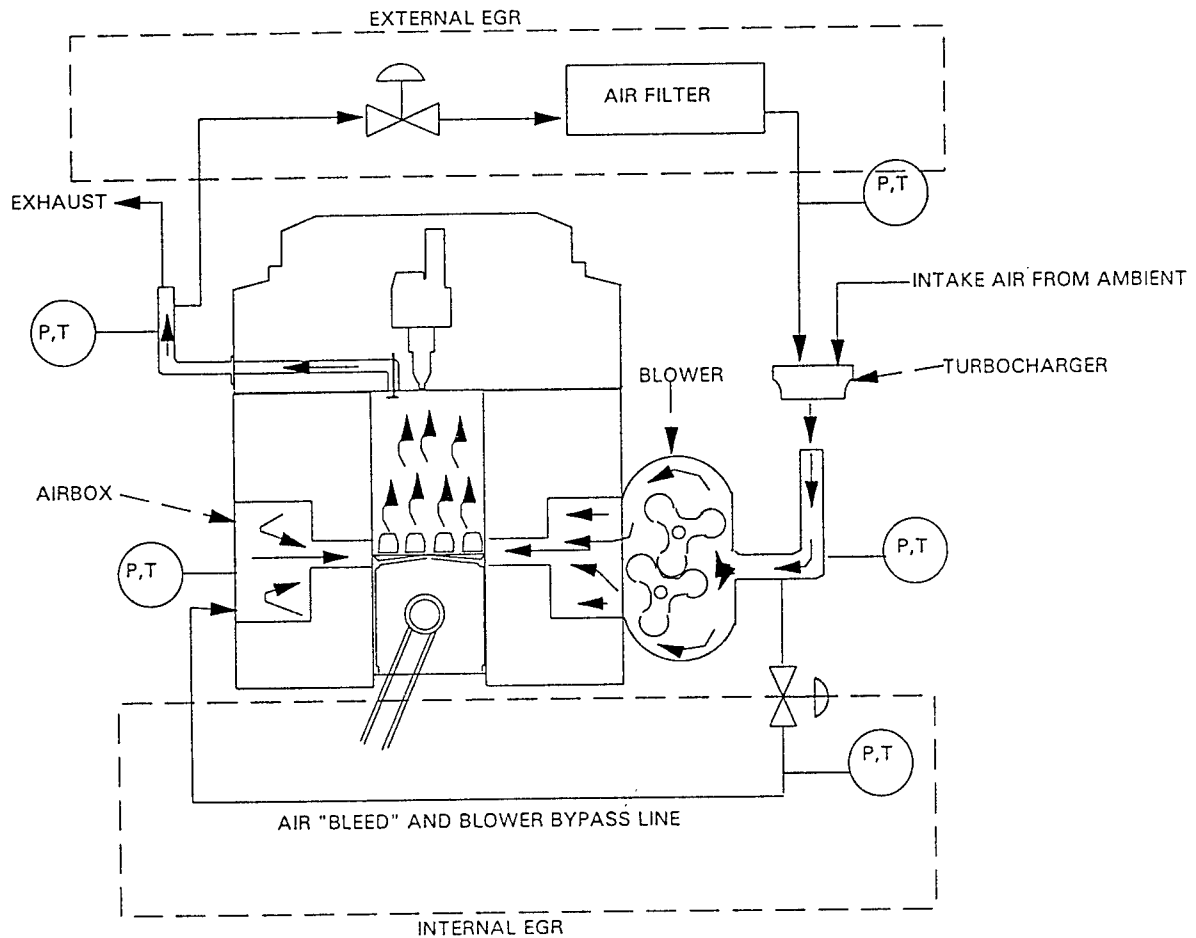 EXTERNAL EGR
AIR FILTER
P,T
EXHAUST
INTAKE AIR FROM AMBIENT
P,T
TURBOCHARGER
BLOWER
AIRBOX
P,T
P,T
P,T
AIR "BLEED" AND BLOWER BYPASS LINE
INTERNAL EGR